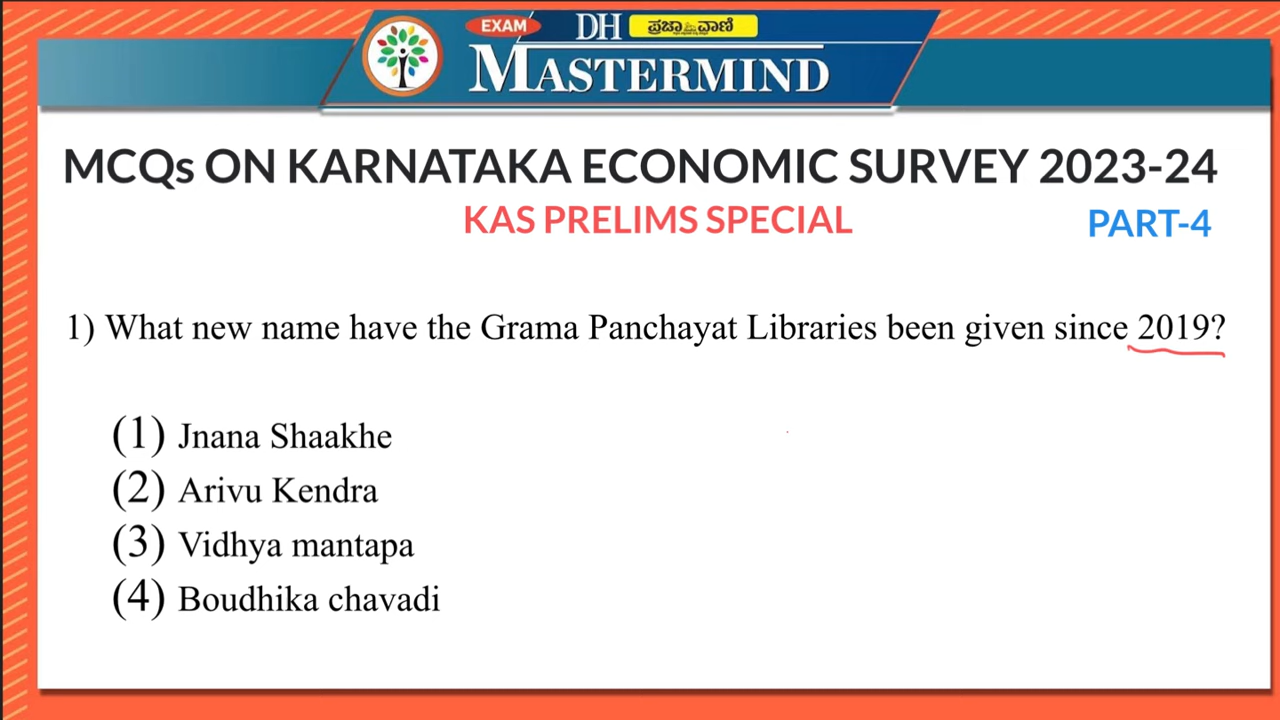 EXAM
DH ಪ್ರಜಾವಾಣಿ
MASTERMIND
MCQs ON KARNATAKA ECONOMIC SURVEY 2023-24
KAS PRELIMS SPECIAL
PART-4
1) What new name have the Grama Panchayat Libraries been given since 2019?
(1) Jnana Shaakhe
(2) Arivu Kendra
(3) Vidhya mantapa
(4) Boudhika chavadi